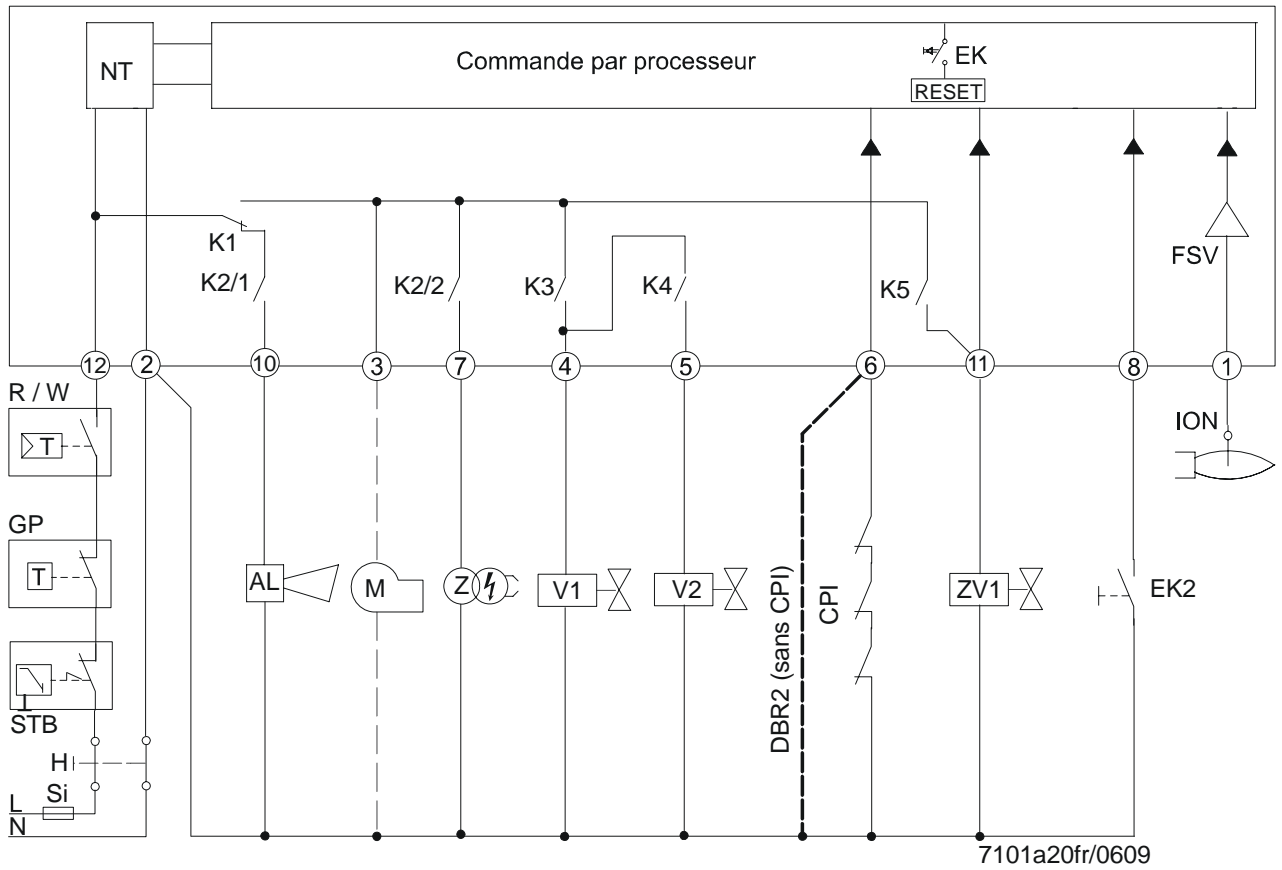 NT
Commande par processeur
EK
RESET
FSV
K1
K2/1
K2/2
K3
K4
K5
12
2
10
3
7
4
5
6
11
8
1
R / W
T
ION
GP
T
AL
M
Z
V1
V2
DBR2 (sans CPI)
CPI
ZV1
EK2
STB
H
Si
L
N
7101a20fr/0609